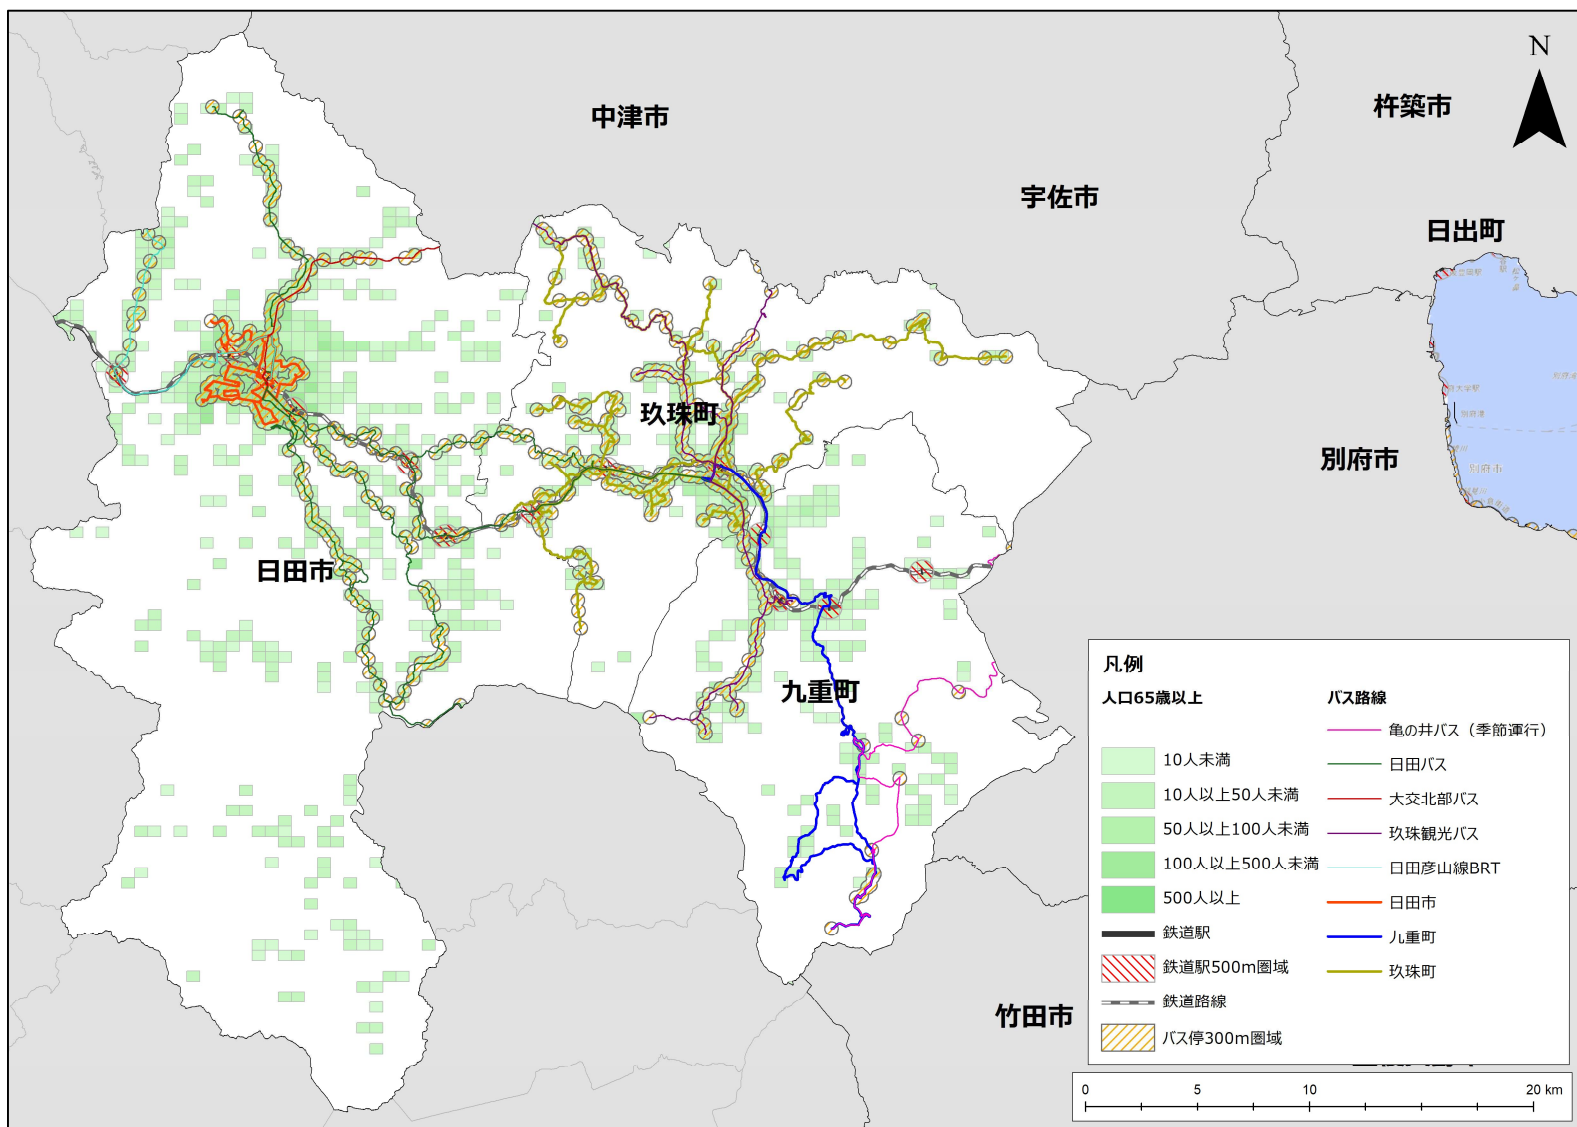 N
中津市
杵築市
宇佐市
日出町
玖珠町
別府市
別府市
日田市
九重町
竹田市
凡例
人口65歳以上
10人未満
10人以上50人未満
50人以上100人未満
100人以上500人未満
500人以上
鉄道駅
鉄道駅500m圏域
鉄道路線
バス停300m圏域
バス路線
亀の井バス（季節運行）
日田バス
大交北部バス
玖珠観光バス
日田彦山線BRT
日田市
九重町
玖珠町
0 5 10 20 km